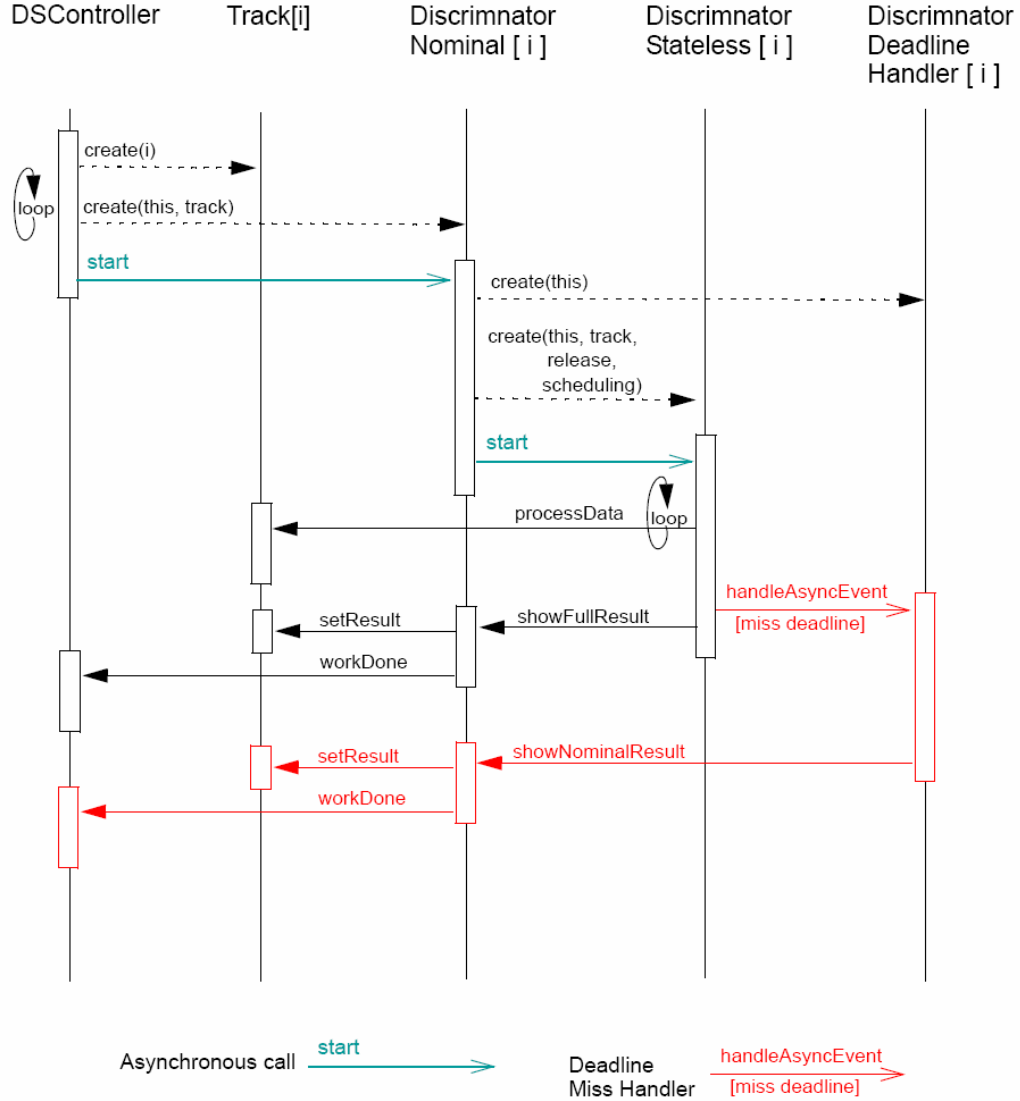 DSController
Track[i]
Discrimnator
Nominal [ i ]
Discrimnator
Stateless [ i ]
Discrimnator
Deadline
Handler [ i ]
create(i)
loop
create(this, track)
start
create(this)
create(this, track,
release,
scheduling)
start
processData
loop
handleAsyncEvent
[miss deadline]
setResult
showFullResult
workDone
setResult
showNominalResult
workDone
Asynchronous call
start
Deadline
Miss Handler
handleAsyncEvent
[miss deadline]